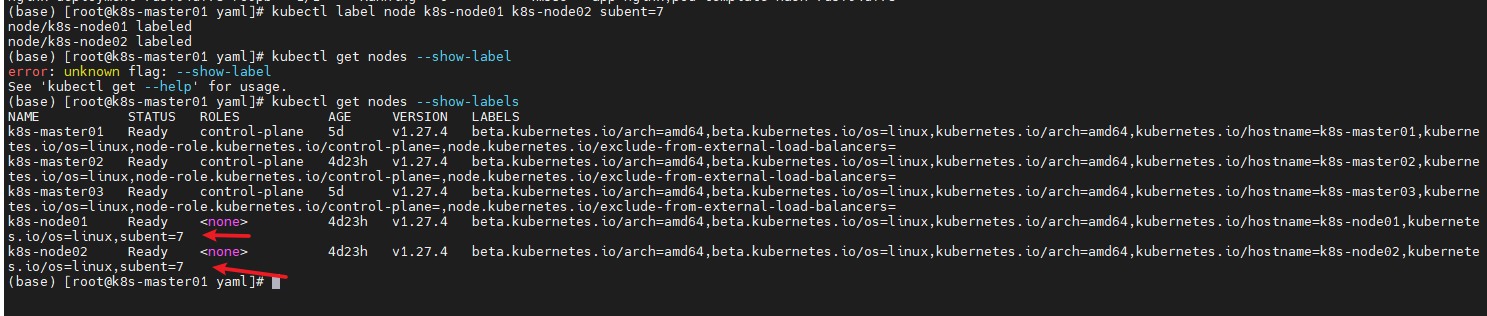 (base) [root@k8s-master01 yaml]# kubectl label node k8s-node01 k8s-node02 subent=7
node/k8s-node01 labeled
node/k8s-node02 labeled
(base) [root@k8s-master01 yaml]# kubectl get nodes --show-label
error: unknown flag: --show-label
See 'kubectl get --help' for usage.
(base) [root@k8s-master01 yaml]# kubectl get nodes --show-labels
NAME STATUS ROLES AGE VERSION LABELS
k8s-master01 Ready control-plane 5d v1.27.4 beta.kubernetes.io/arch=amd64,beta.kubernetes.io/os=linux,kubernetes.io/arch=amd64,kubernetes.io/hostname=k8s-master01,kuberne
tes.io/os=linux,node-role.kubernetes.io/control-plane=,node.kubernetes.io/exclude-from-external-load-balancers=
k8s-master02 Ready control-plane 4d23h v1.27.4 beta.kubernetes.io/arch=amd64,beta.kubernetes.io/os=linux,kubernetes.io/arch=amd64,kubernetes.io/hostname=k8s-master02,kuberne
tes.io/os=linux,node-role.kubernetes.io/control-plane=,node.kubernetes.io/exclude-from-external-load-balancers=
k8s-master03 Ready control-plane 5d v1.27.4 beta.kubernetes.io/arch=amd64,beta.kubernetes.io/os=linux,kubernetes.io/arch=amd64,kubernetes.io/hostname=k8s-master03,kuberne
tes.io/os=linux,node-role.kubernetes.io/control-plane=,node.kubernetes.io/exclude-from-external-load-balancers=
k8s-node01 Ready <none> 4d23h v1.27.4 beta.kubernetes.io/arch=amd64,beta.kubernetes.io/os=linux,kubernetes.io/arch=amd64,kubernetes.io/hostname=k8s-node01,kubernete
s.io/os=linux,subent=7
k8s-node02 Ready <none> 4d23h v1.27.4 beta.kubernetes.io/arch=amd64,beta.kubernetes.io/os=linux,kubernetes.io/arch=amd64,kubernetes.io/hostname=k8s-node02,kubernete
s.io/os=linux,subent=7
(base) [root@k8s-master01 yaml]#